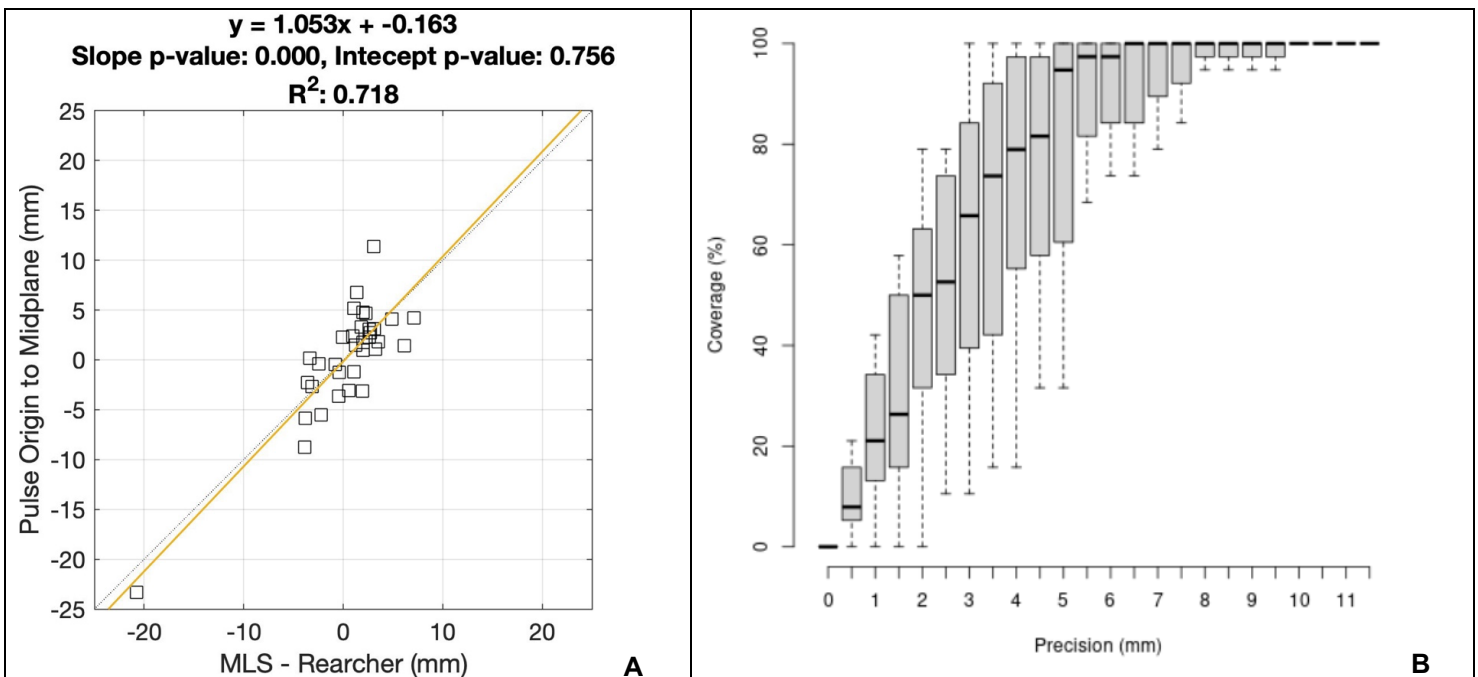 y = 1.053x + -0.163
Slope p-value: 0.000, Intecept p-value: 0.756
R²: 0.718
25
20
15
10
5
0
-5
-10
-15
-20
-25
Pulse Origin to Midplane (mm)
-20 -10 0 10 20
MLS - Rearcher (mm)
A
100
80
60
40
20
0
Coverage (%)
0 1 2 3 4 5 6 7 8 9 10 11
Precision (mm)
B